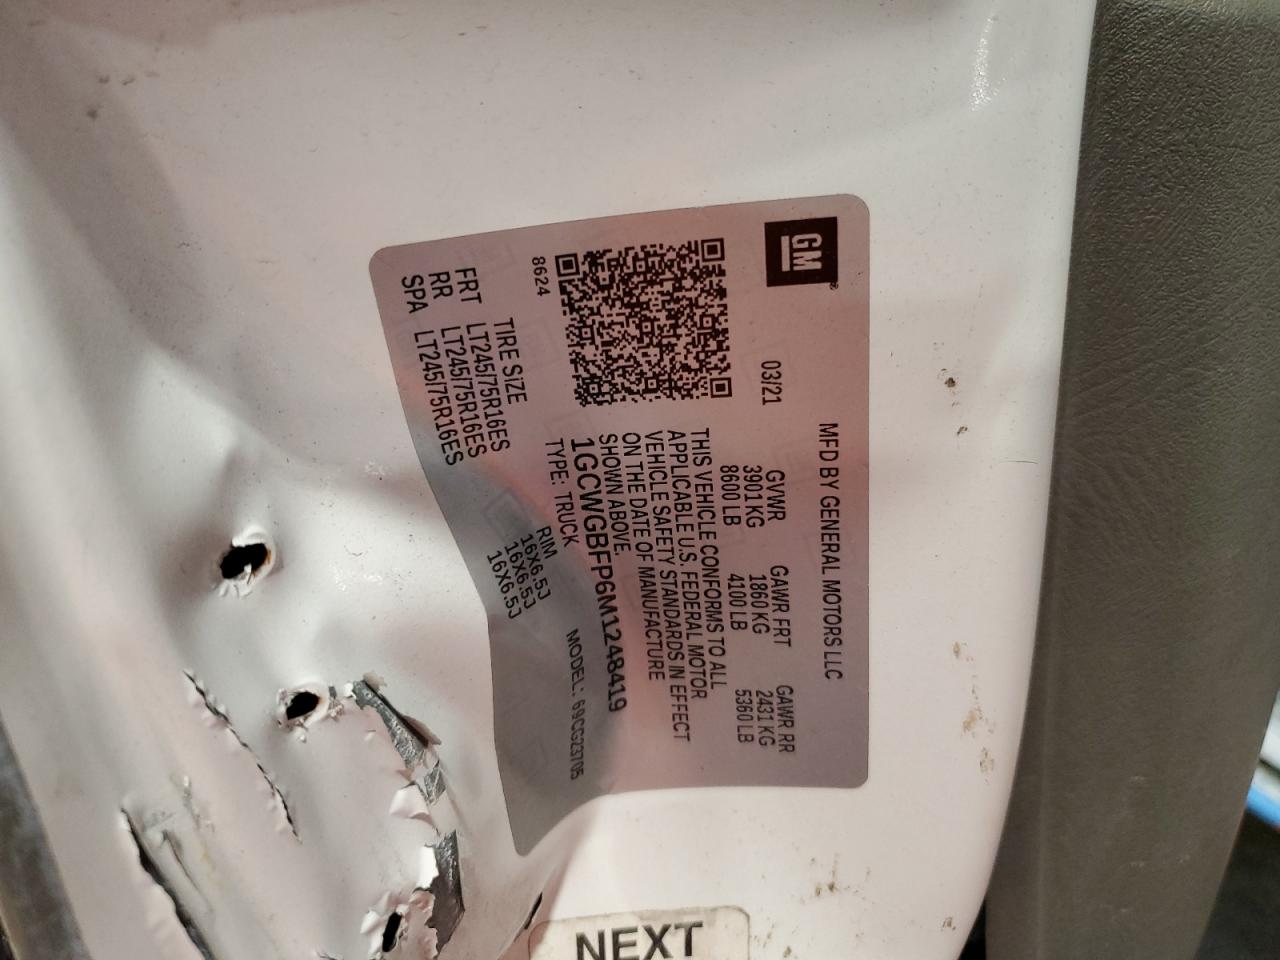 GM®
MFD BY GENERAL MOTORS LLC
03/21
GVWR GAWR FRT GAWR RR
3901 KG 1860 KG 2431 KG
8600 LB 4100 LB 5360 LB
THIS VEHICLE CONFORMS TO ALL
APPLICABLE U.S. FEDERAL MOTOR
VEHICLE SAFETY STANDARDS IN EFFECT
ON THE DATE OF MANUFACTURE
SHOWN ABOVE.
1GCWGBFP6M1248419
TYPE: TRUCK MODEL: 69CG23705
8624
TIRE SIZE RIM
FRT LT245/75R16ES 16X6.5J
RR LT245/75R16ES 16X6.5J
SPA LT245/75R16ES 16X6.5J
NEXT